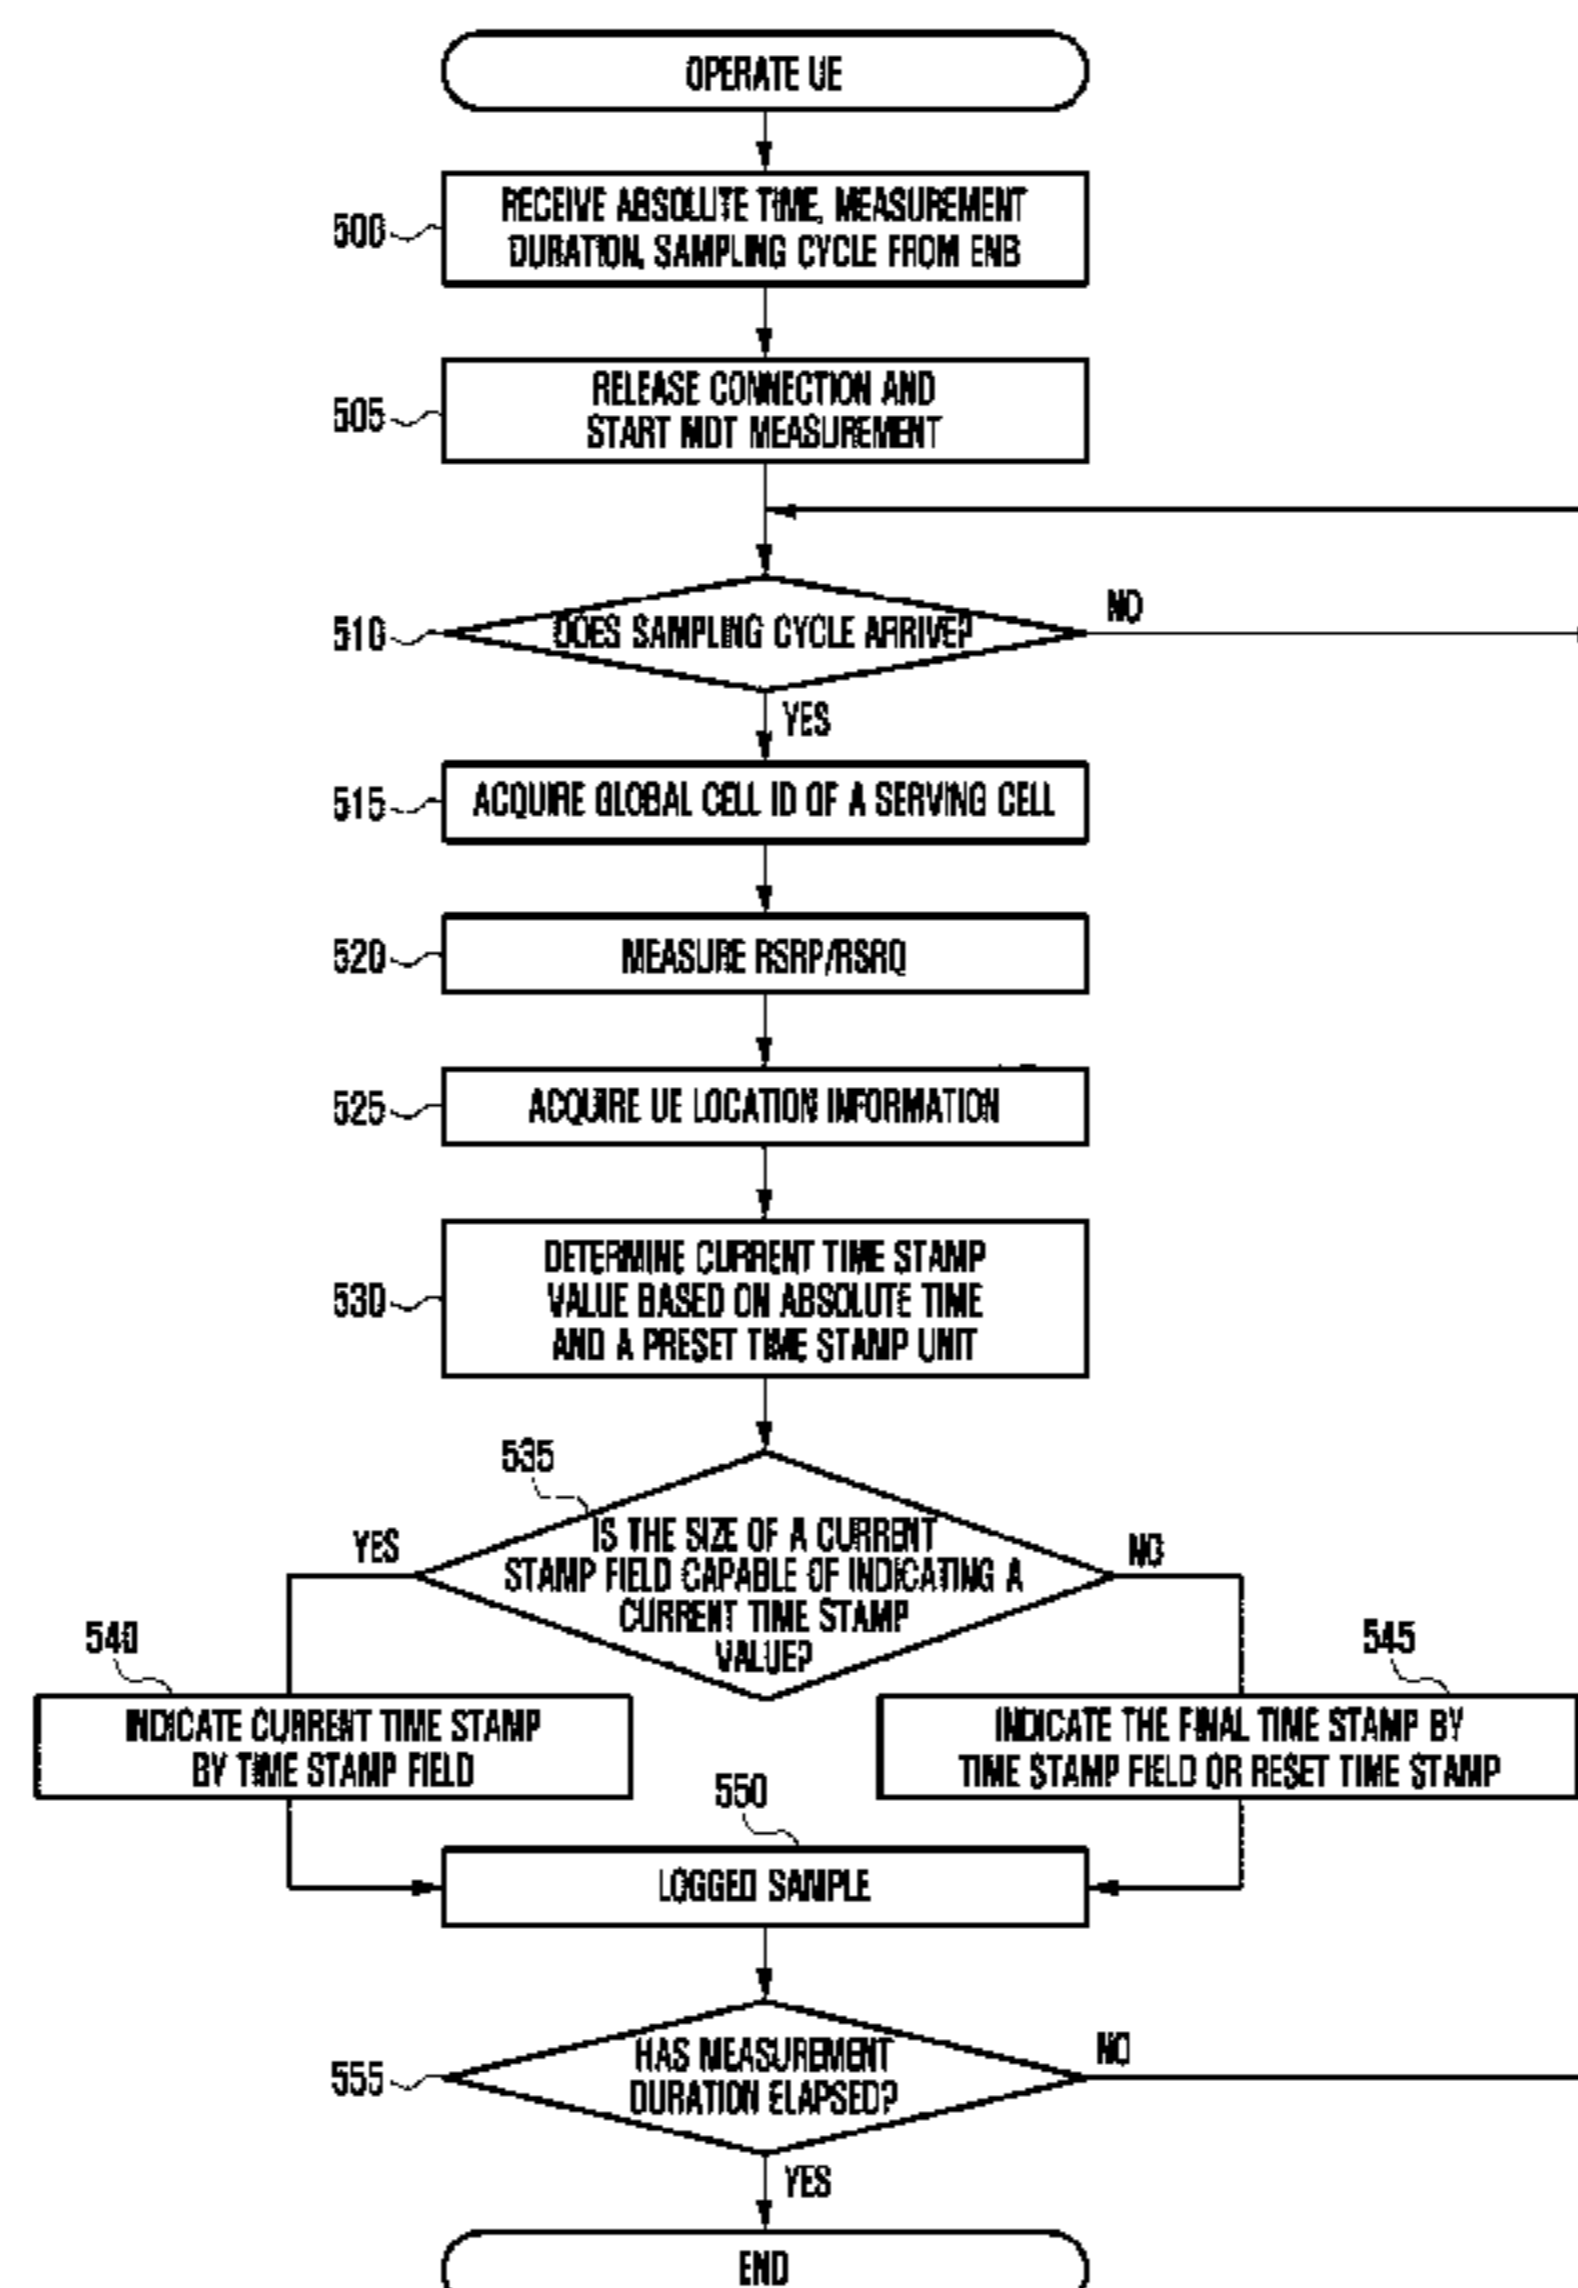 OPERATE UE
500
RECEIVE ABSOLUTE TIME, MEASUREMENT
DURATION, SAMPLING CYCLE FROM ENB
505
RELEASE CONNECTION AND
START MDT MEASUREMENT
510
DOES SAMPLING CYCLE ARRIVE?
NO
YES
515
ACQUIRE GLOBAL CELL ID OF A SERVING CELL
520
MEASURE RSRP/RSRQ
525
ACQUIRE UE LOCATION INFORMATION
530
DETERMINE CURRENT TIME STAMP
VALUE BASED ON ABSOLUTE TIME
AND A PRESET TIME STAMP UNIT
535
YES
IS THE SIZE OF A CURRENT
STAMP FIELD CAPABLE OF INDICATING A
CURRENT TIME STAMP
VALUE?
NO
540
INDICATE CURRENT TIME STAMP
BY TIME STAMP FIELD
545
INDICATE THE FINAL TIME STAMP BY
TIME STAMP FIELD OR RESET TIME STAMP
550
LOGGED SAMPLE
555
HAS MEASUREMENT
DURATION ELAPSED?
NO
YES
END